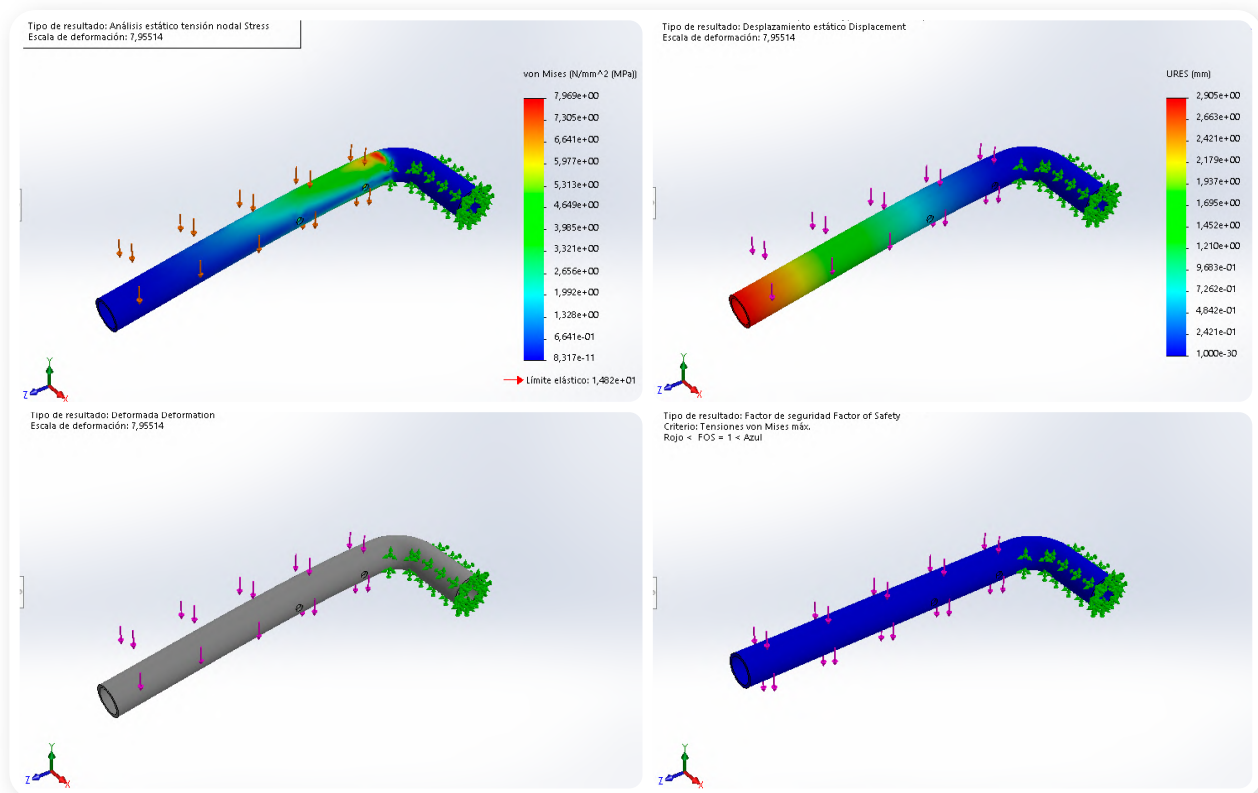 Tipo de resultado: Análisis estático tensión nodal Stress
Escala de deformación: 7,95514
von Mises (N/mm^2 (MPa))
7,969e+00
7,305e+00
6,641e+00
5,977e+00
5,313e+00
4,649e+00
3,985e+00
3,321e+00
2,656e+00
1,992e+00
1,328e+00
6,641e-01
8,317e-11
Límite elástico: 1,482e+01
Y
Z
X
Tipo de resultado: Desplazamiento estático Displacement
Escala de deformación: 7,95514
URES (mm)
2,905e+00
2,663e+00
2,421e+00
2,179e+00
1,937e+00
1,695e+00
1,452e+00
1,210e+00
9,683e-01
7,262e-01
4,842e-01
2,421e-01
1,000e-30
Y
Z
X
Tipo de resultado: Deformada Deformation
Escala de deformación: 7,95514
Y
Z
X
Tipo de resultado: Factor de seguridad Factor of Safety
Criterio: Tensiones von Mises máx.
Rojo < FOS = 1 < Azul
Y
Z
X